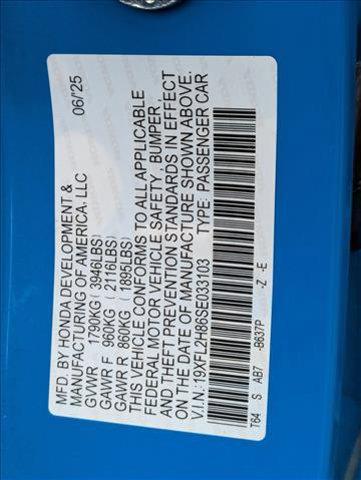 MFD. BY HONDA DEVELOPMENT & 06/'25
MANUFACTURING OF AMERICA, LLC
GVWR 1790KG(3946LBS)
GAWR F 960KG (2116LBS)
GAWR R 860KG (1895LBS)
THIS VEHICLE CONFORMS TO ALL APPLICABLE
FEDERAL MOTOR VEHICLE SAFETY, BUMPER,
AND THEFT PREVENTION STANDARDS IN EFFECT
ON THE DATE OF MANUFACTURE SHOWN ABOVE.
V.I.N.:19XFL2H86SE033103 TYPE: PASSENGER CAR
T64 S AB7 -B637P -Z -E